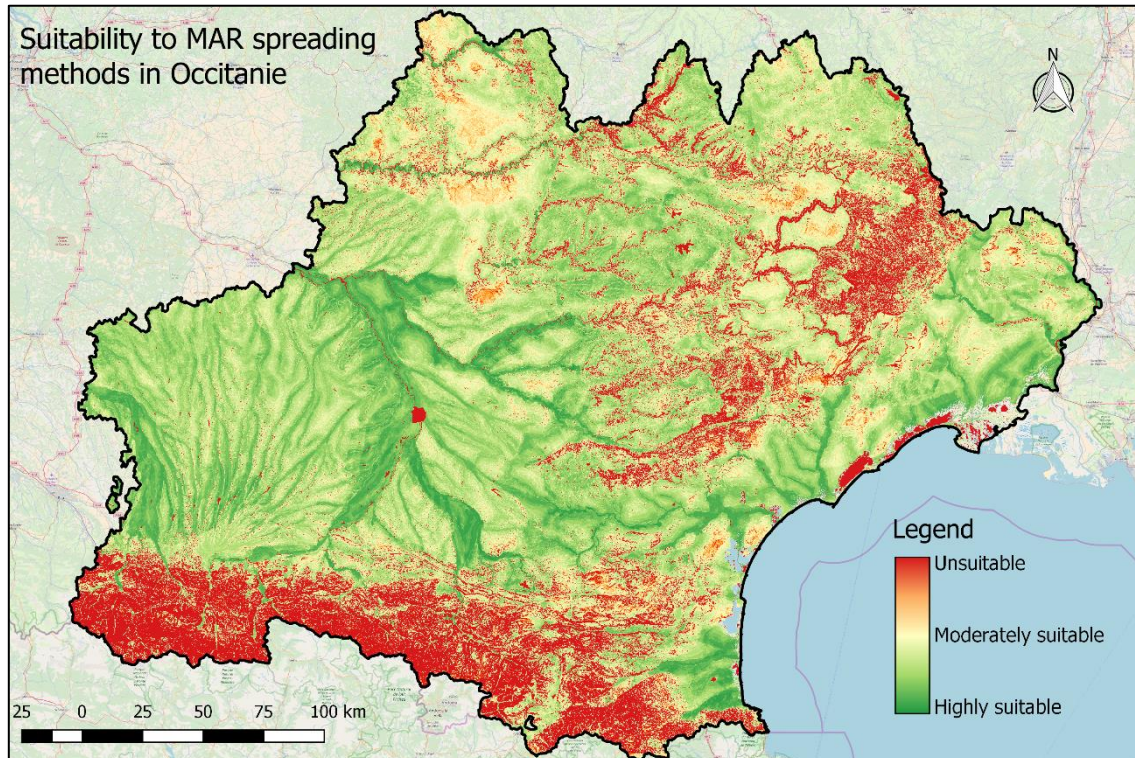 Suitability to MAR spreading
methods in Occitanie
N
Legend
Unsuitable
Moderately suitable
Highly suitable
25 0 25 50 75 100 km